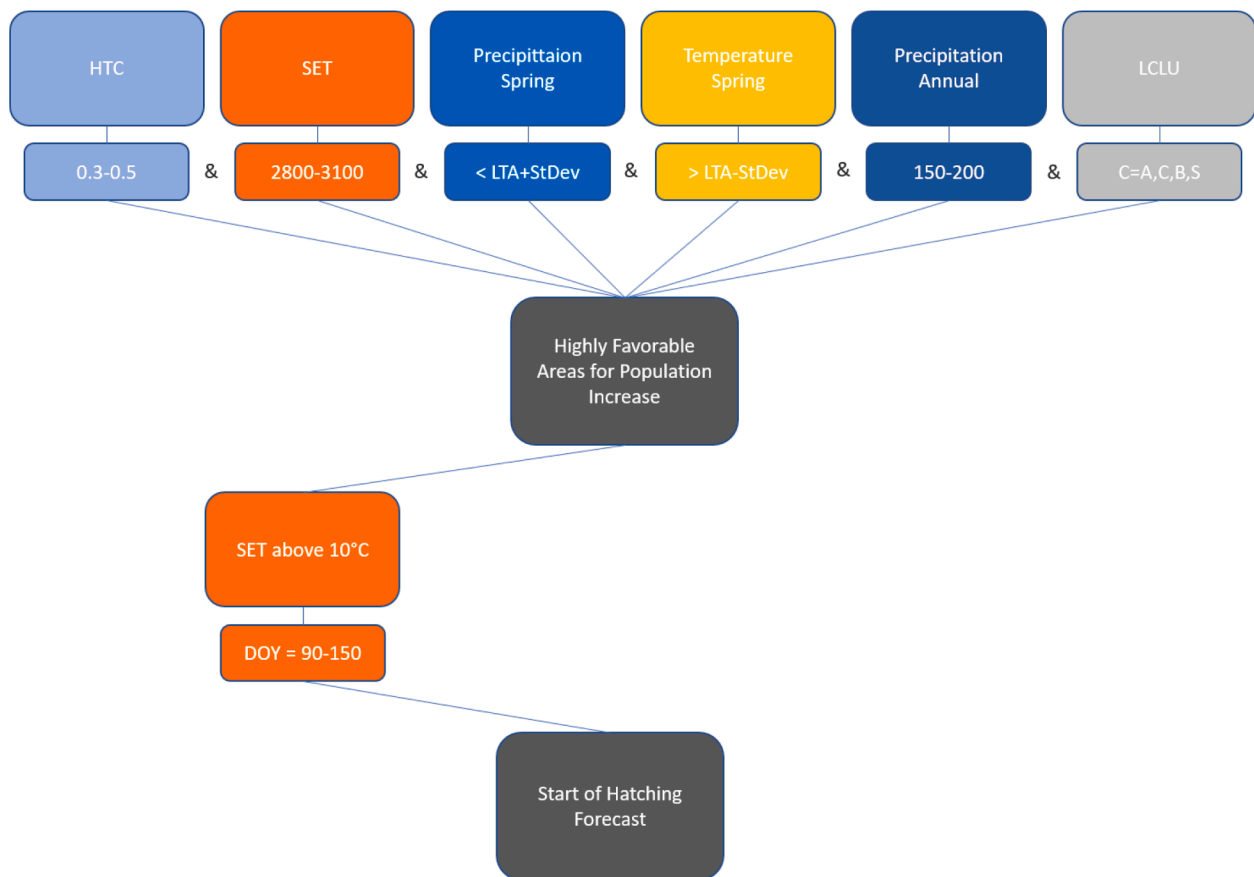 HTC
SET
Precipittaion
Spring
Temperature
Spring
Precipitation
Annual
LCLU
0.3-0.5
&
2800-3100
&
< LTA+StDev
&
> LTA-StDev
&
150-200
&
C=A,C,B,S
Highly Favorable
Areas for Population
Increase
SET above 10°C
DOY = 90-150
Start of Hatching
Forecast